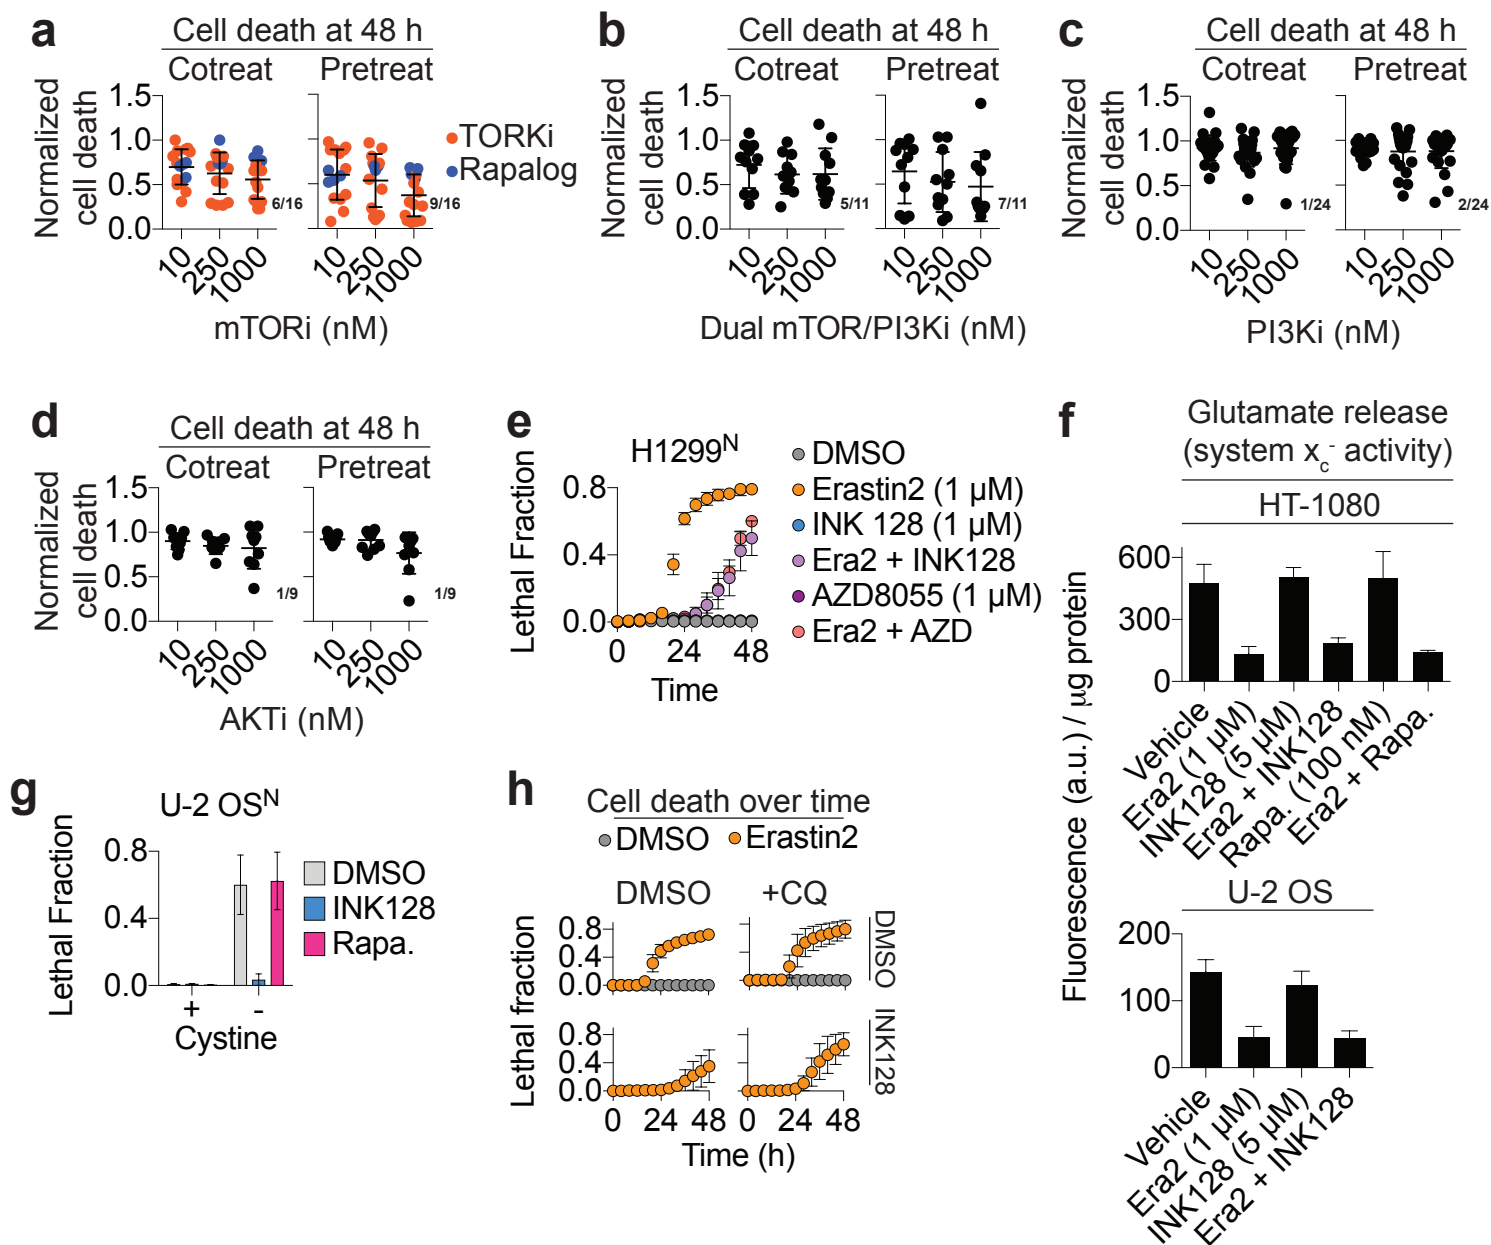 a
Cell death at 48 h
Cotreat
Pretreat
Normalized
cell death
1.5
1.0
0.5
0.0
6/16
9/16
TORKi
Rapalog
10
250
1000
10
250
1000
mTORi (nM)
b
Cell death at 48 h
Cotreat
Pretreat
Normalized
cell death
1.5
1.0
0.5
0.0
5/11
7/11
10
250
1000
10
250
1000
Dual mTOR/PI3Ki (nM)
c
Cell death at 48 h
Cotreat
Pretreat
Normalized
cell death
1.5
1.0
0.5
0.0
1/24
2/24
10
250
1000
10
250
1000
PI3Ki (nM)
d
Cell death at 48 h
Cotreat
Pretreat
Normalized
cell death
1.5
1.0
0.5
0.0
1/9
1/9
10
250
1000
10
250
1000
AKTi (nM)
e
H1299ᴺ
Lethal Fraction
0.8
0.4
0.0
0
24
48
Time
DMSO
Erastin2 (1 µM)
INK 128 (1 µM)
Era2 + INK128
AZD8055 (1 µM)
Era2 + AZD
f
Glutamate release
(system x_c^- activity)
HT-1080
Fluorescence (a.u.) / µg protein
600
300
0
Vehicle
Era2 (1 µM)
INK128 (5 µM)
Era2 + INK128
Rapa. (100 nM)
Era2 + Rapa.
U-2 OS
200
100
0
Vehicle
Era2 (1 µM)
INK128 (5 µM)
Era2 + INK128
g
U-2 OSᴺ
Lethal Fraction
0.8
0.4
0.0
+
-
Cystine
DMSO
INK128
Rapa.
h
Cell death over time
DMSO
Erastin2
DMSO
+CQ
Lethal fraction
0.8
0.4
0.0
DMSO
0.8
0.4
0.0
INK128
0
24
48
0
24
48
Time (h)